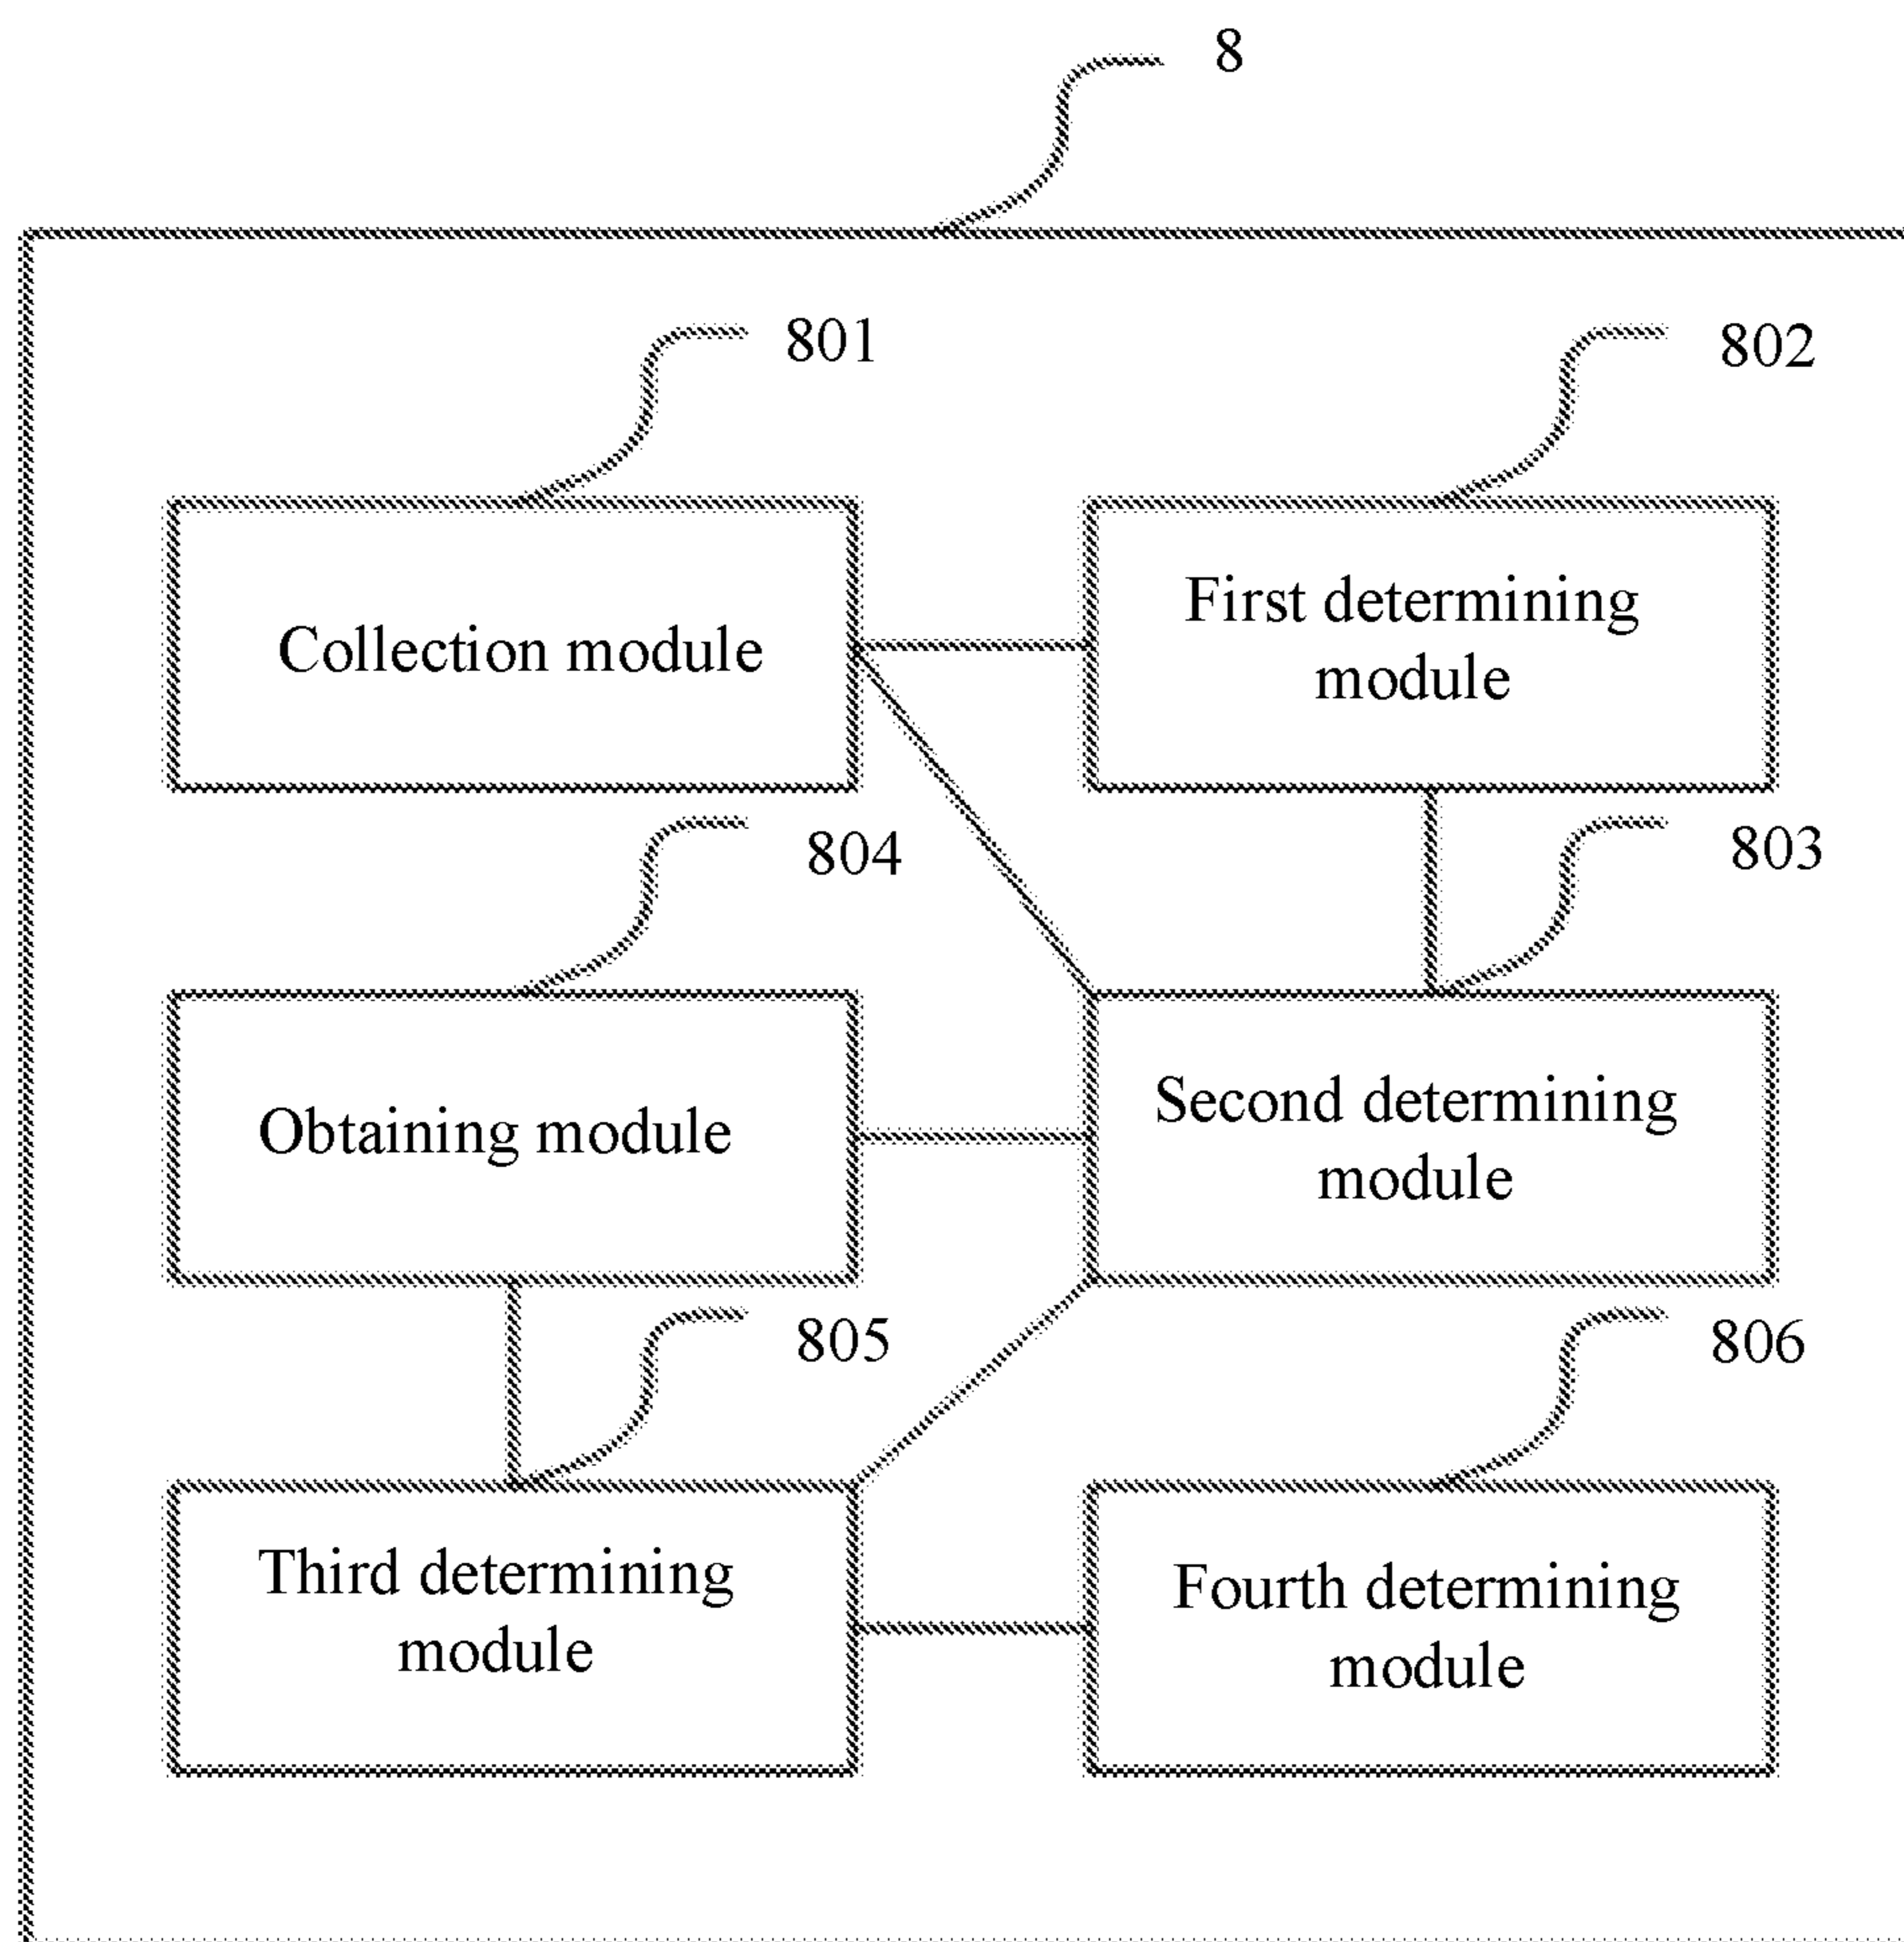 8
801
802
Collection module
First determining
module
804
803
Obtaining module
Second determining
module
805
806
Third determining
module
Fourth determining
module